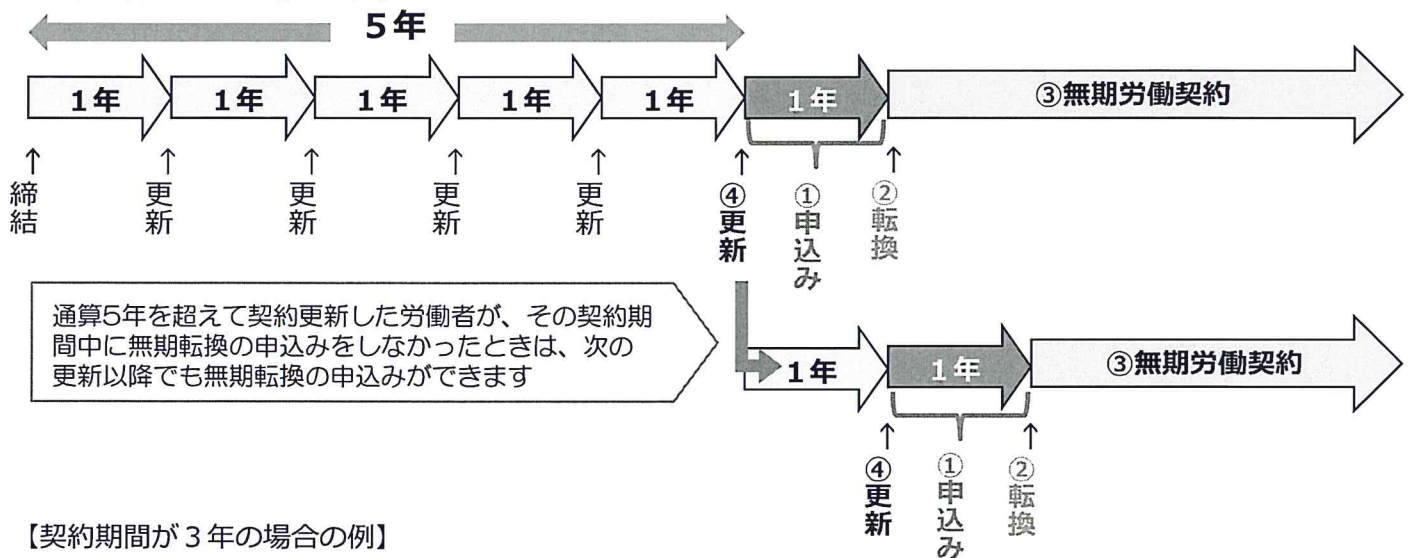 5年
1年 1年 1年 1年 1年 1年 ③無期労働契約
↑締結 ↑更新 ↑更新 ↑更新 ↑更新 ↑④更新 ①申込み ↑②転換
通算5年を超えて契約更新した労働者が、その契約期
間中に無期転換の申込みをしなかったときは、次の
更新以降でも無期転換の申込みができます
1年 1年 ③無期労働契約
↑④更新 ①申込み ↑②転換
【契約期間が3年の場合の例】